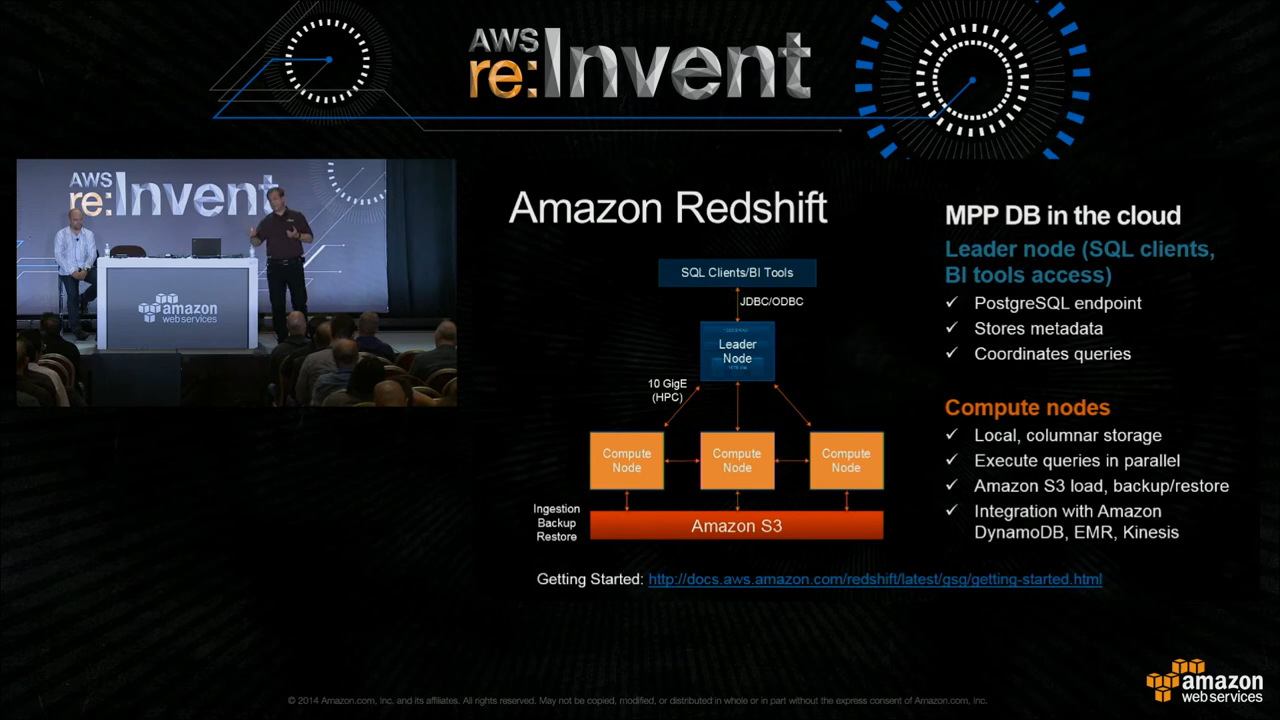 AWS
re:Invent
AWS
re:Invent
amazon
webservices
Amazon Redshift
SQL Clients/BI Tools
JDBC/ODBC
Leader
Node
10 GigE
(HPC)
Compute
Node
Compute
Node
Compute
Node
Ingestion
Backup
Restore
Amazon S3
MPP DB in the cloud
Leader node (SQL clients,
BI tools access)
✓ PostgreSQL endpoint
✓ Stores metadata
✓ Coordinates queries
Compute nodes
✓ Local, columnar storage
✓ Execute queries in parallel
✓ Amazon S3 load, backup/restore
✓ Integration with Amazon
DynamoDB, EMR, Kinesis
Getting Started: http://docs.aws.amazon.com/redshift/latest/gsg/getting-started.html
amazon
webservices
© 2014 Amazon.com, Inc. and its affiliates. All rights reserved. May not be copied, modified, or distributed in whole or in part without the express consent of Amazon.com, Inc.